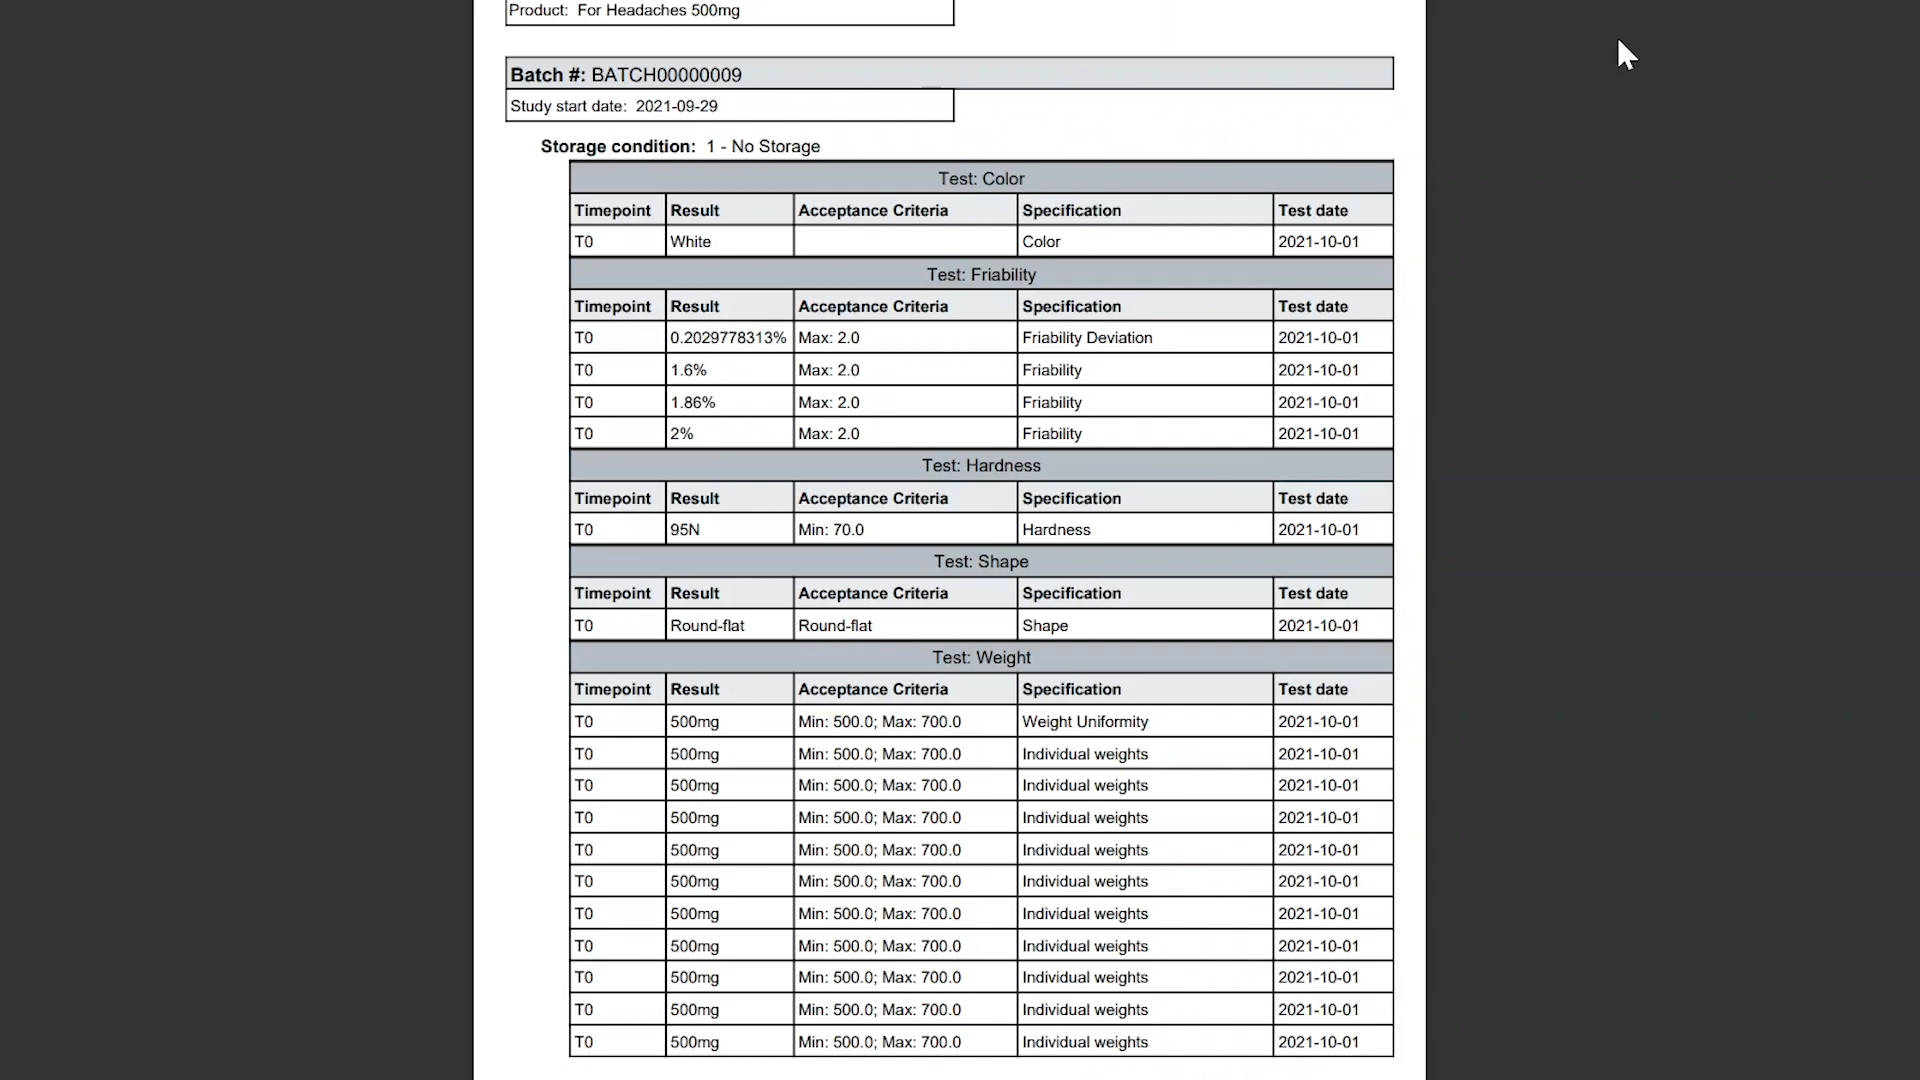 Product: For Headaches 500mg
Batch #: BATCH00000009
Study start date: 2021-09-29
Storage condition: 1 - No Storage
Test: Color
Timepoint Result Acceptance Criteria Specification Test date
T0 White Color 2021-10-01
Test: Friability
Timepoint Result Acceptance Criteria Specification Test date
T0 0.2029778313% Max: 2.0 Friability Deviation 2021-10-01
T0 1.6% Max: 2.0 Friability 2021-10-01
T0 1.86% Max: 2.0 Friability 2021-10-01
T0 2% Max: 2.0 Friability 2021-10-01
Test: Hardness
Timepoint Result Acceptance Criteria Specification Test date
T0 95N Min: 70.0 Hardness 2021-10-01
Test: Shape
Timepoint Result Acceptance Criteria Specification Test date
T0 Round-flat Round-flat Shape 2021-10-01
Test: Weight
Timepoint Result Acceptance Criteria Specification Test date
T0 500mg Min: 500.0; Max: 700.0 Weight Uniformity 2021-10-01
T0 500mg Min: 500.0; Max: 700.0 Individual weights 2021-10-01
T0 500mg Min: 500.0; Max: 700.0 Individual weights 2021-10-01
T0 500mg Min: 500.0; Max: 700.0 Individual weights 2021-10-01
T0 500mg Min: 500.0; Max: 700.0 Individual weights 2021-10-01
T0 500mg Min: 500.0; Max: 700.0 Individual weights 2021-10-01
T0 500mg Min: 500.0; Max: 700.0 Individual weights 2021-10-01
T0 500mg Min: 500.0; Max: 700.0 Individual weights 2021-10-01
T0 500mg Min: 500.0; Max: 700.0 Individual weights 2021-10-01
T0 500mg Min: 500.0; Max: 700.0 Individual weights 2021-10-01
T0 500mg Min: 500.0; Max: 700.0 Individual weights 2021-10-01